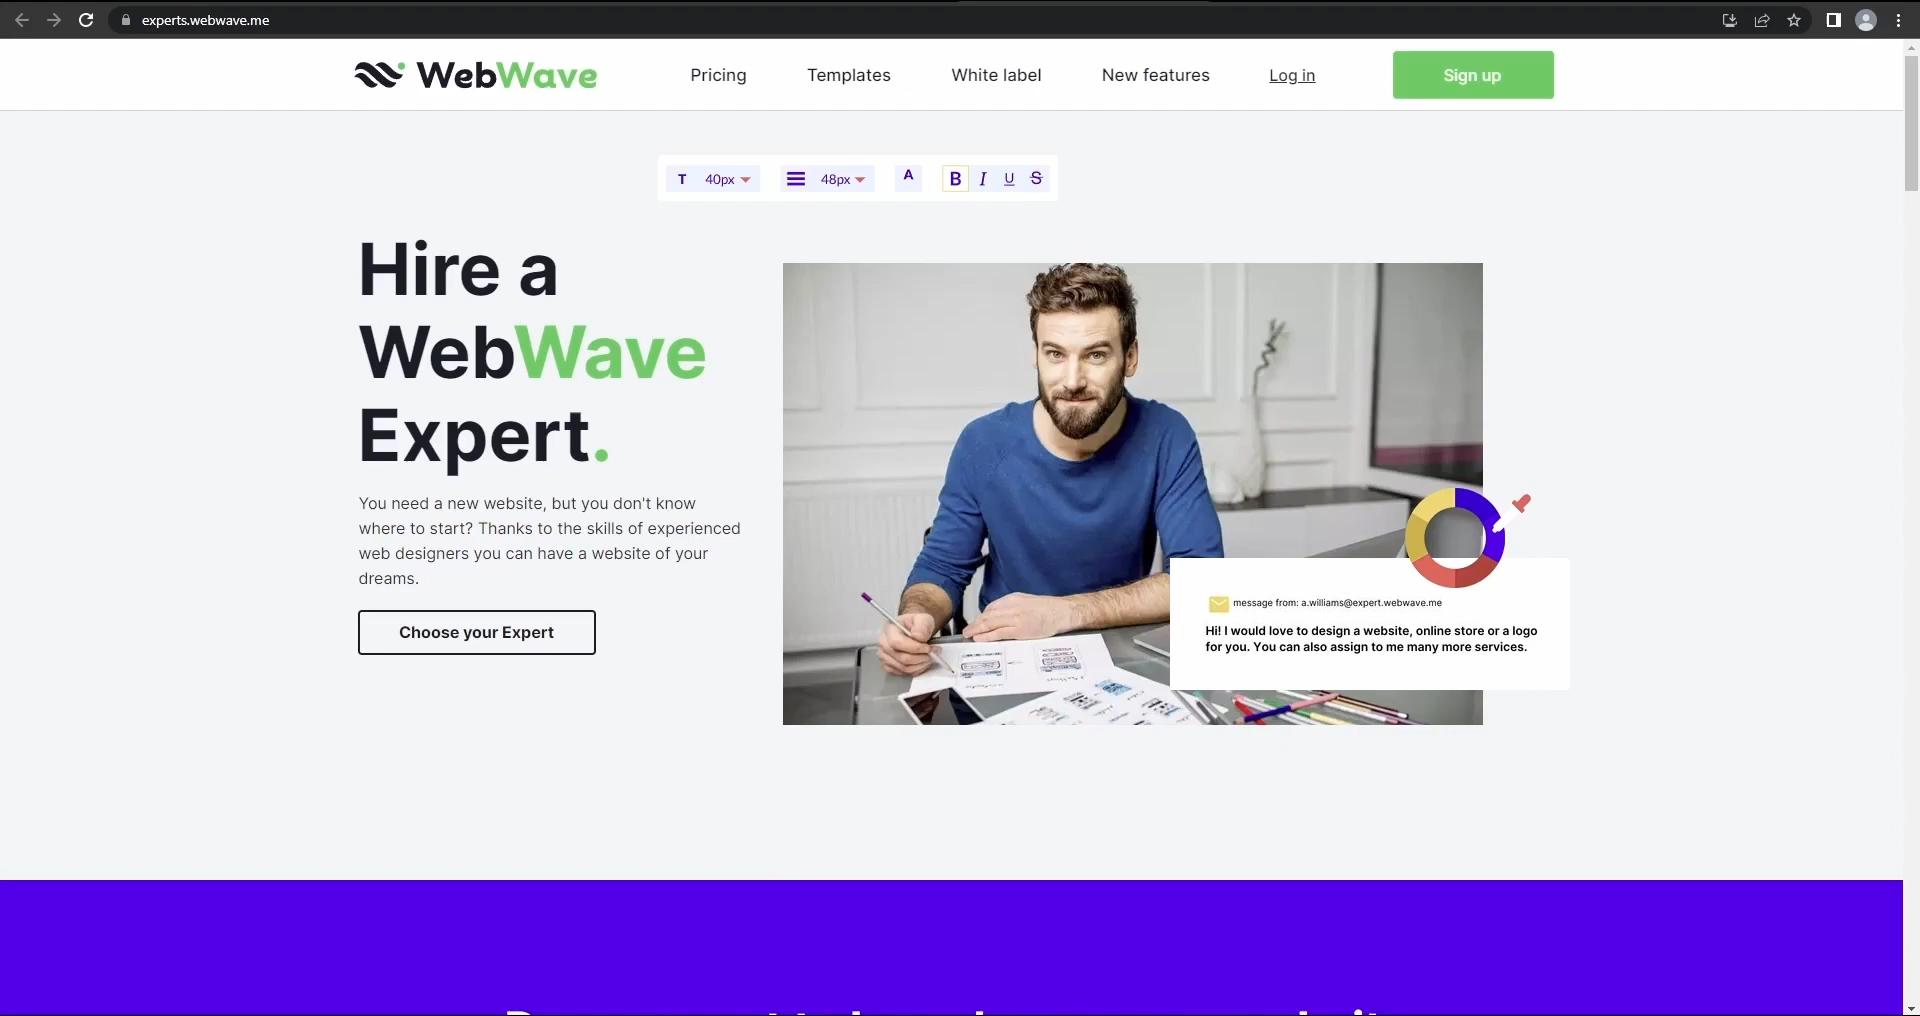 experts.webwave.me
WebWave
Pricing
Templates
White label
New features
Log in
Sign up
T 40px 48px A B I U S
Hire a
WebWave
Expert.
You need a new website, but you don't know
where to start? Thanks to the skills of experienced
web designers you can have a website of your
dreams.
Choose your Expert
message from: a.williams@expert.webwave.me
Hi! I would love to design a website, online store or a logo
for you. You can also assign to me many more services.